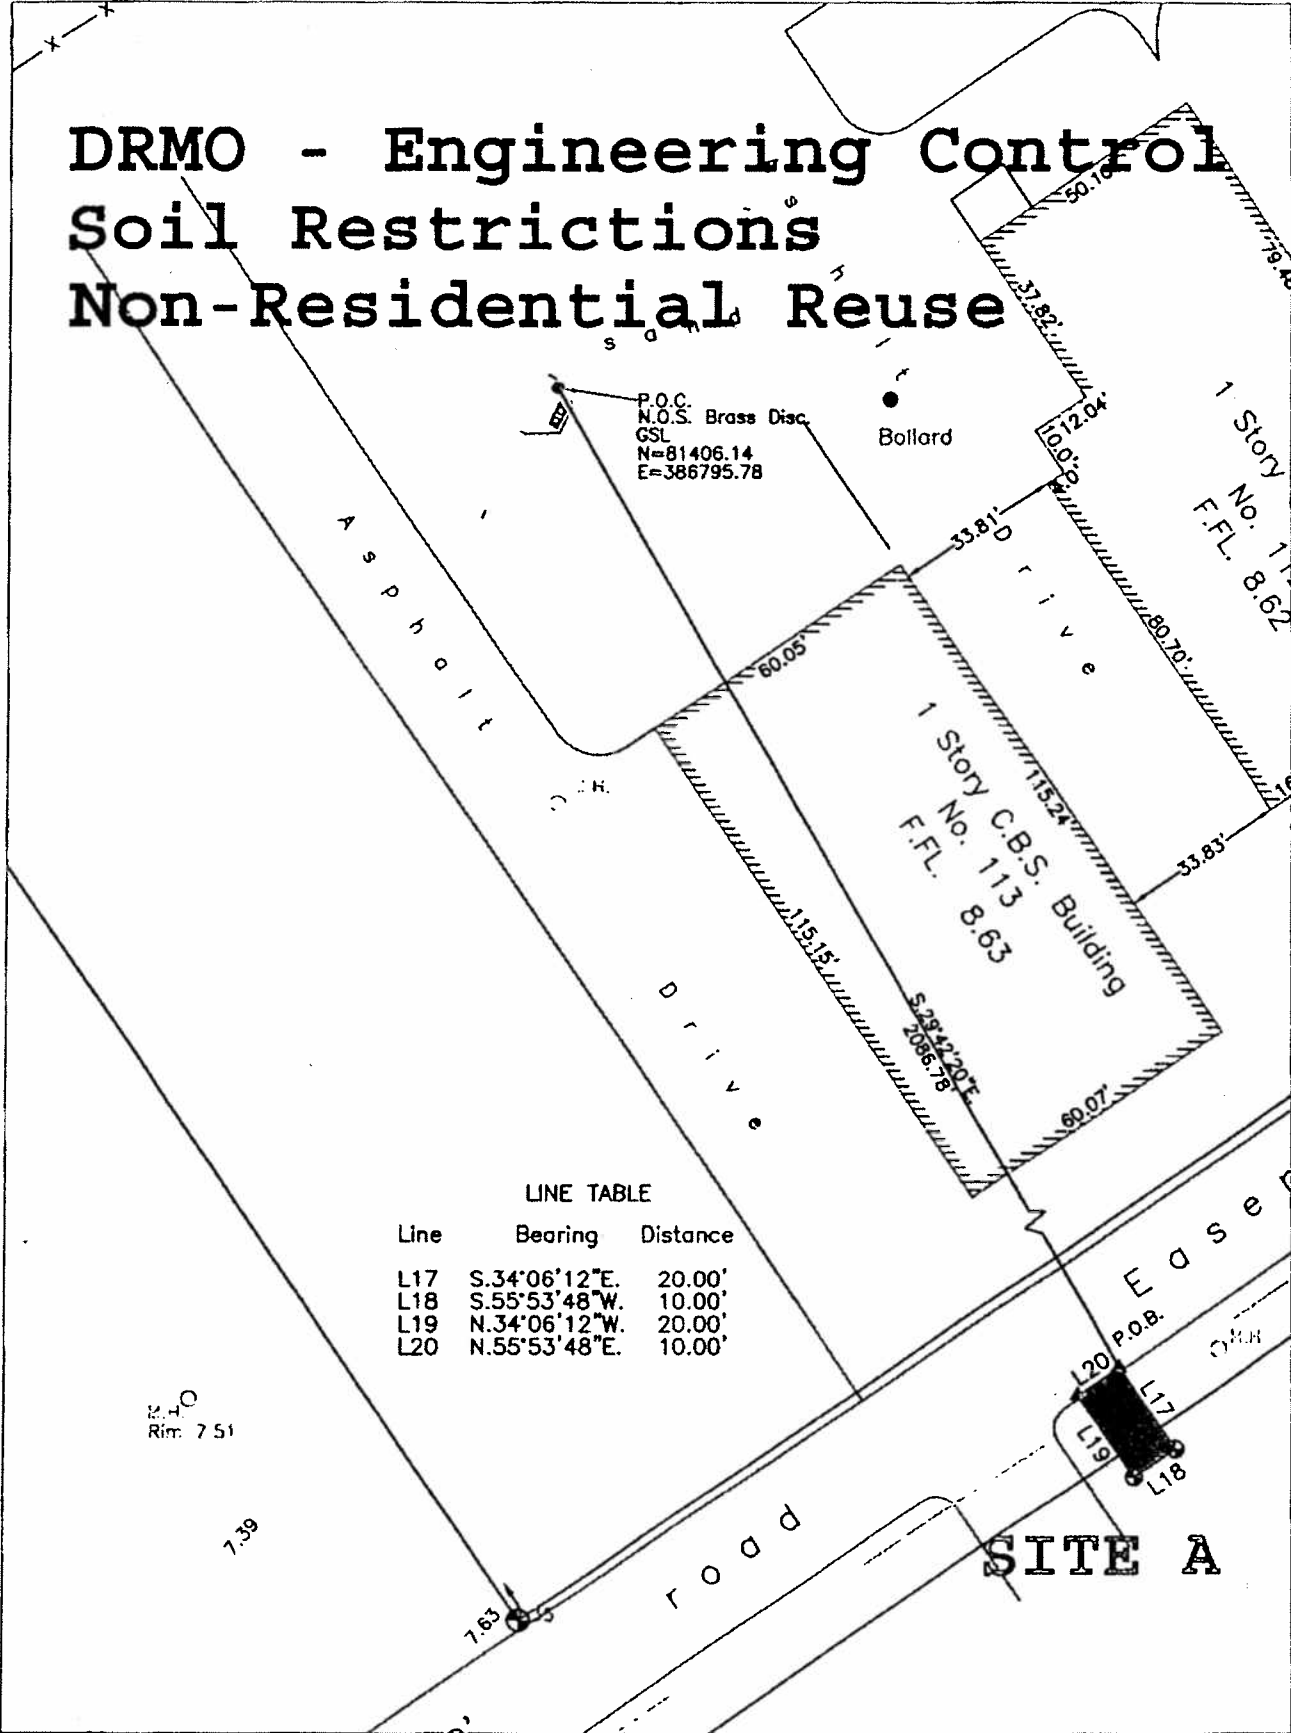 DRMO - Engineering Control
Soil Restrictions
Non-Residential Reuse
50.10'
37.82'
12.04'
10.0'
sand
P.O.C.
N.O.S. Brass Disc.
GSL
N=81406.14
E=386795.78
Bollard
1 Story
No.
F.FL. 8.62
33.81'
Drive
80.70'
Asphalt
60.05'
1 Story C.B.S. Building
No. 113
F.FL. 8.63
115.24'
33.83'
115.15'
S.29°42'20"E.
2086.78'
60.07'
Drive
LINE TABLE
Line Bearing Distance
L17 S.34°06'12"E. 20.00'
L18 S.55°53'48"W. 10.00'
L19 N.34°06'12"W. 20.00'
L20 N.55°53'48"E. 10.00'
P.O.B.
L20
L17
L19
L18
Rim 7.51
7.39
road
SITE A
7.63